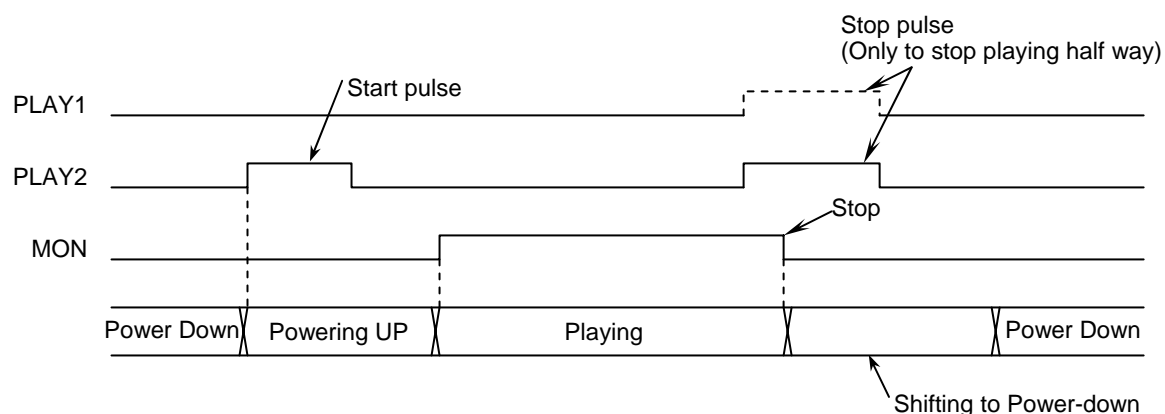 Stop pulse
(Only to stop playing half way)
Start pulse
PLAY1
PLAY2
Stop
MON
Power Down
Powering UP
Playing
Power Down
Shifting to Power-down